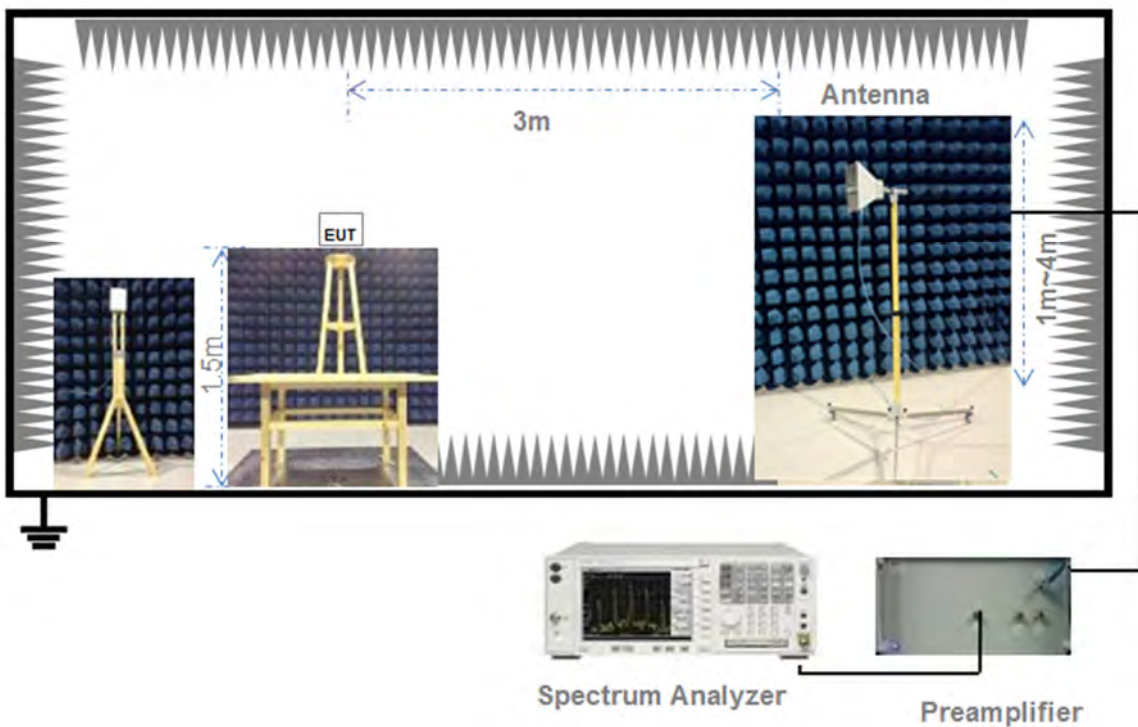 Antenna
3m
EUT
1.5m
1m~4m
Spectrum Analyzer
Preamplifier